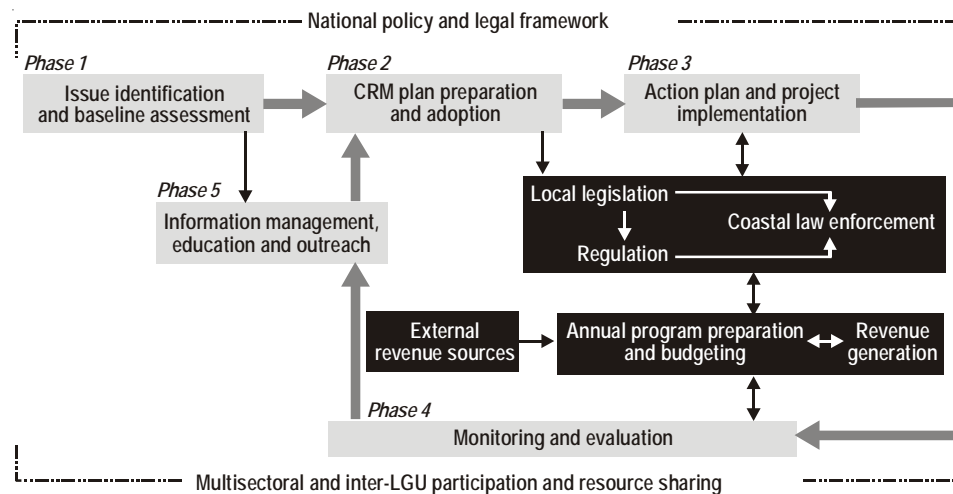 National policy and legal framework
Phase 1
Issue identification
and baseline assessment
Phase 2
CRM plan preparation
and adoption
Phase 3
Action plan and project
implementation
Phase 5
Information management,
education and outreach
Local legislation
Regulation
Coastal law enforcement
External
revenue sources
Annual program preparation
and budgeting
Revenue
generation
Phase 4
Monitoring and evaluation
Multisectoral and inter-LGU participation and resource sharing